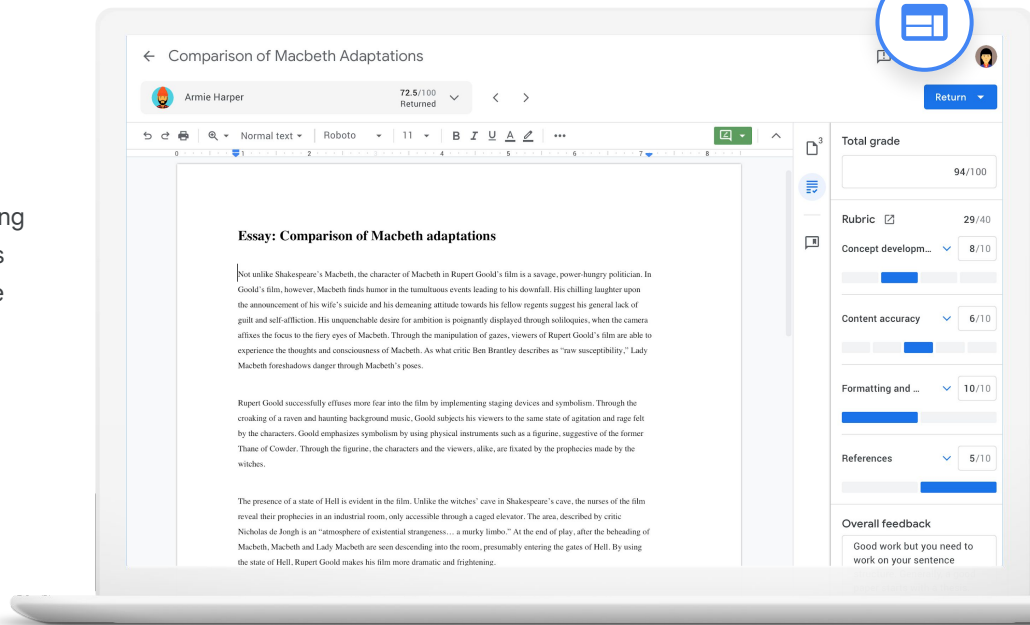 ng
s
e
Comparison of Macbeth Adaptations
Armie Harper
72.5/100
Returned
Return
Normal text
Roboto
11
B I U A
0 1 2 3 4 5 6 7 8
3
Essay: Comparison of Macbeth adaptations
Not unlike Shakespeare's Macbeth, the character of Macbeth in Rupert Goold's film is a savage, power-hungry politician. In
Goold's film, however, Macbeth finds humor in the tumultuous events leading to his downfall. His chilling laughter upon
the announcement of his wife's suicide and his demeaning attitude towards his fellow regents suggest his general lack of
guilt and self-affliction. His unquenchable desire for ambition is poignantly displayed through soliloquies, when the camera
affixes the focus to the fiery eyes of Macbeth. Through the manipulation of gazes, viewers of Rupert Goold's film are able to
experience the thoughts and consciousness of Macbeth. As what critic Ben Brantley describes as “raw susceptibility,” Lady
Macbeth foreshadows danger through Macbeth's poses.
Rupert Goold successfully effuses more fear into the film by implementing staging devices and symbolism. Through the
croaking of a raven and haunting background music, Goold subjects his viewers to the same state of agitation and rage felt
by the characters. Goold emphasizes symbolism by using physical instruments such as a figurine, suggestive of the former
Thane of Cowder. Through the figurine, the characters and the viewers, alike, are fixated by the prophecies made by the
witches.
The presence of a state of Hell is evident in the film. Unlike the witches' cave in Shakespeare's cave, the nurses of the film
reveal their prophecies in an industrial room, only accessible through a caged elevator. The area, described by critic
Nicholas de Jongh is an “atmosphere of existential strangeness… a murky limbo.” At the end of play, after the beheading of
Macbeth, Macbeth and Lady Macbeth are seen descending into the room, presumably entering the gates of Hell. By using
the state of Hell, Rupert Goold makes his film more dramatic and frightening.
Total grade
94/100
Rubric 29/40
Concept developm... 8/10
Content accuracy 6/10
Formatting and ... 10/10
References 5/10
Overall feedback
Good work but you need to
work on your sentence